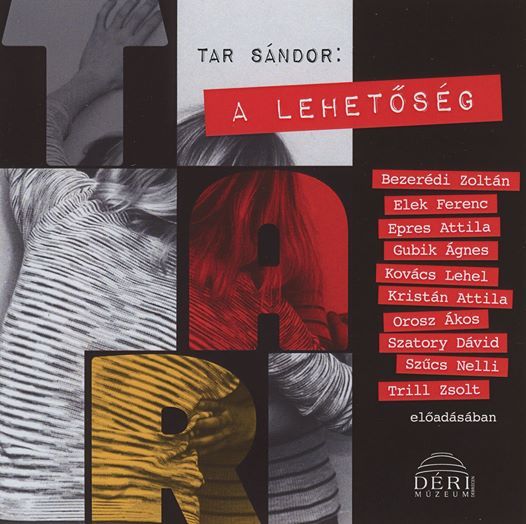 TAR
TAR SÁNDOR:
A LEHETŐSÉG
Bezerédi Zoltán
Elek Ferenc
Epres Attila
Gubik Ágnes
Kovács Lehel
Kristán Attila
Orosz Ákos
Szatory Dávid
Szűcs Nelli
Trill Zsolt
előadásában
DÉRI
MÚZEUM
DEBRECEN